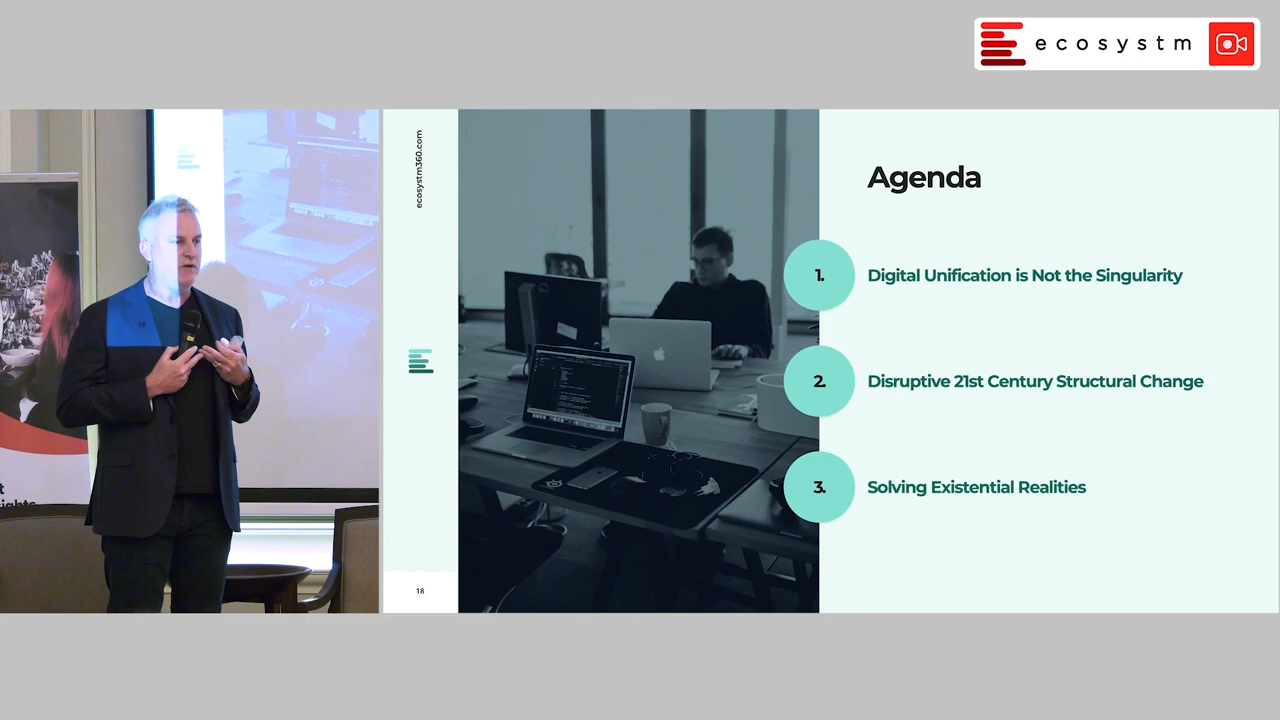 ecosystm
ecosystm360.com
Agenda
1.
Digital Unification is Not the Singularity
2.
Disruptive 21st Century Structural Change
3.
Solving Existential Realities
18